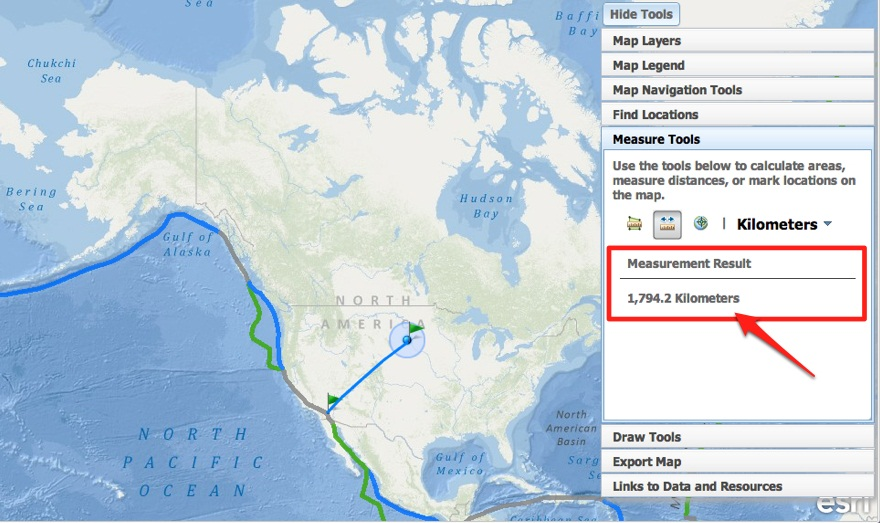 Sea
Baffin
Bay
Chukchi
Sea
Bering
Sea
Hudson
Bay
Gulf of
Alaska
NORTH
AMERICA
NORTH
PACIFIC
OCEAN
Gulf of
Mexico
North
American
Basin
Sarg
Caribbean Sea
Hide Tools
Map Layers
Map Legend
Map Navigation Tools
Find Locations
Measure Tools
Use the tools below to calculate areas,
measure distances, or mark locations on
the map.
| Kilometers
Measurement Result
1,794.2 Kilometers
Draw Tools
Export Map
Links to Data and Resources
esri